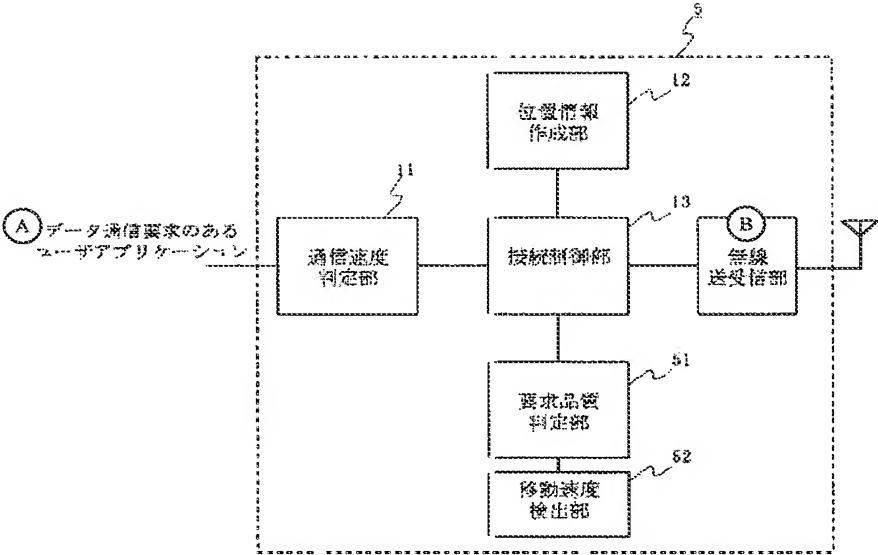 5
位置情報
作成部
12
11
13
A
データ通信要求のある
ユーザアプリケーション
通信速度
判定部
接続制御部
B
無線
送受信部
要求品質
判定部
51
移動速度
検出部
52